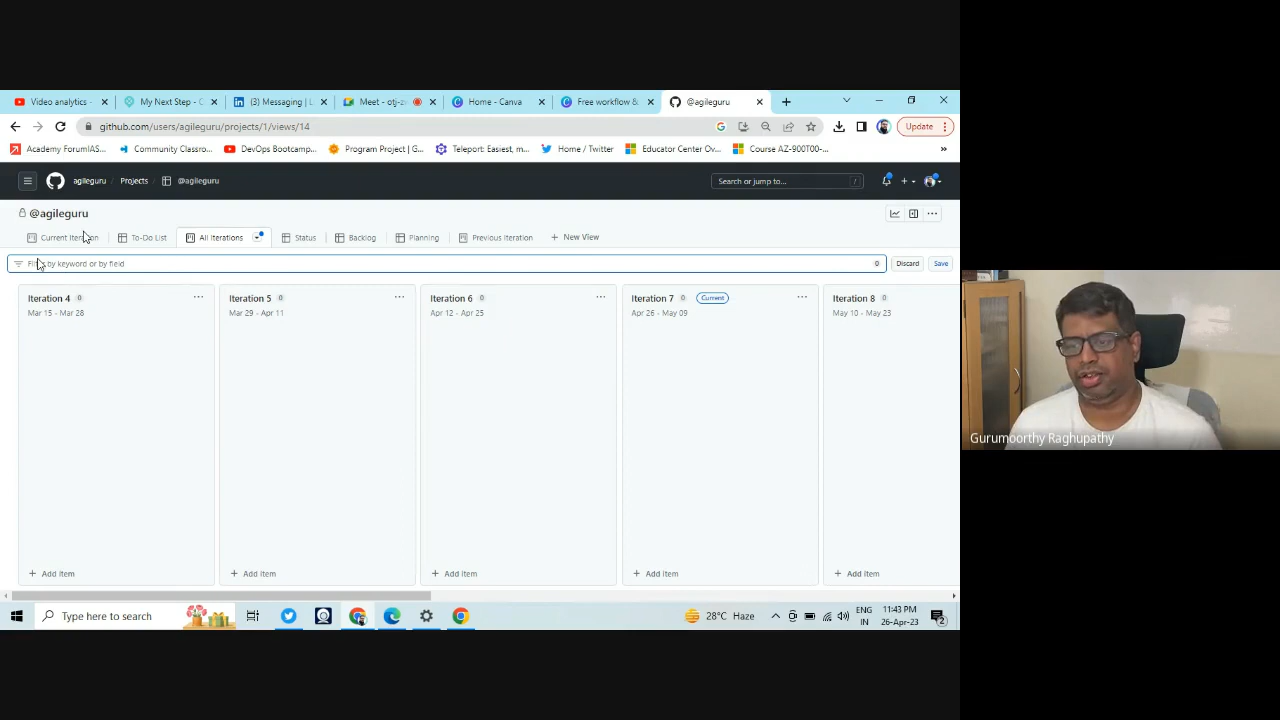 Video analytics -
My Next Step - C
(3) Messaging | L
Meet - otj-z
Home - Canva
Free workflow &
@agileguru
github.com/users/agileguru/projects/1/views/14
Update
Academy ForumIAS...
Community Classro...
DevOps Bootcamp...
Program Project | G...
Teleport: Easiest, m...
Home / Twitter
Educator Center Ov...
Course AZ-900T00-...
»
agileguru / Projects / @agileguru
Search or jump to...
/
@agileguru
Current Iteration
To-Do List
All Iterations
Status
Backlog
Planning
Previous Iteration
+ New View
Filter by keyword or by field
0
Discard
Save
Iteration 4 0
Mar 15 - Mar 28
Iteration 5 0
Mar 29 - Apr 11
Iteration 6 0
Apr 12 - Apr 25
Iteration 7 0 Current
Apr 26 - May 09
Iteration 8 0
May 10 - May 23
+ Add Item
+ Add Item
+ Add Item
+ Add Item
+ Add Item
Gurumoorthy Raghupathy
Type here to search
28°C Haze
ENG
IN
11:43 PM
26-Apr-23
2